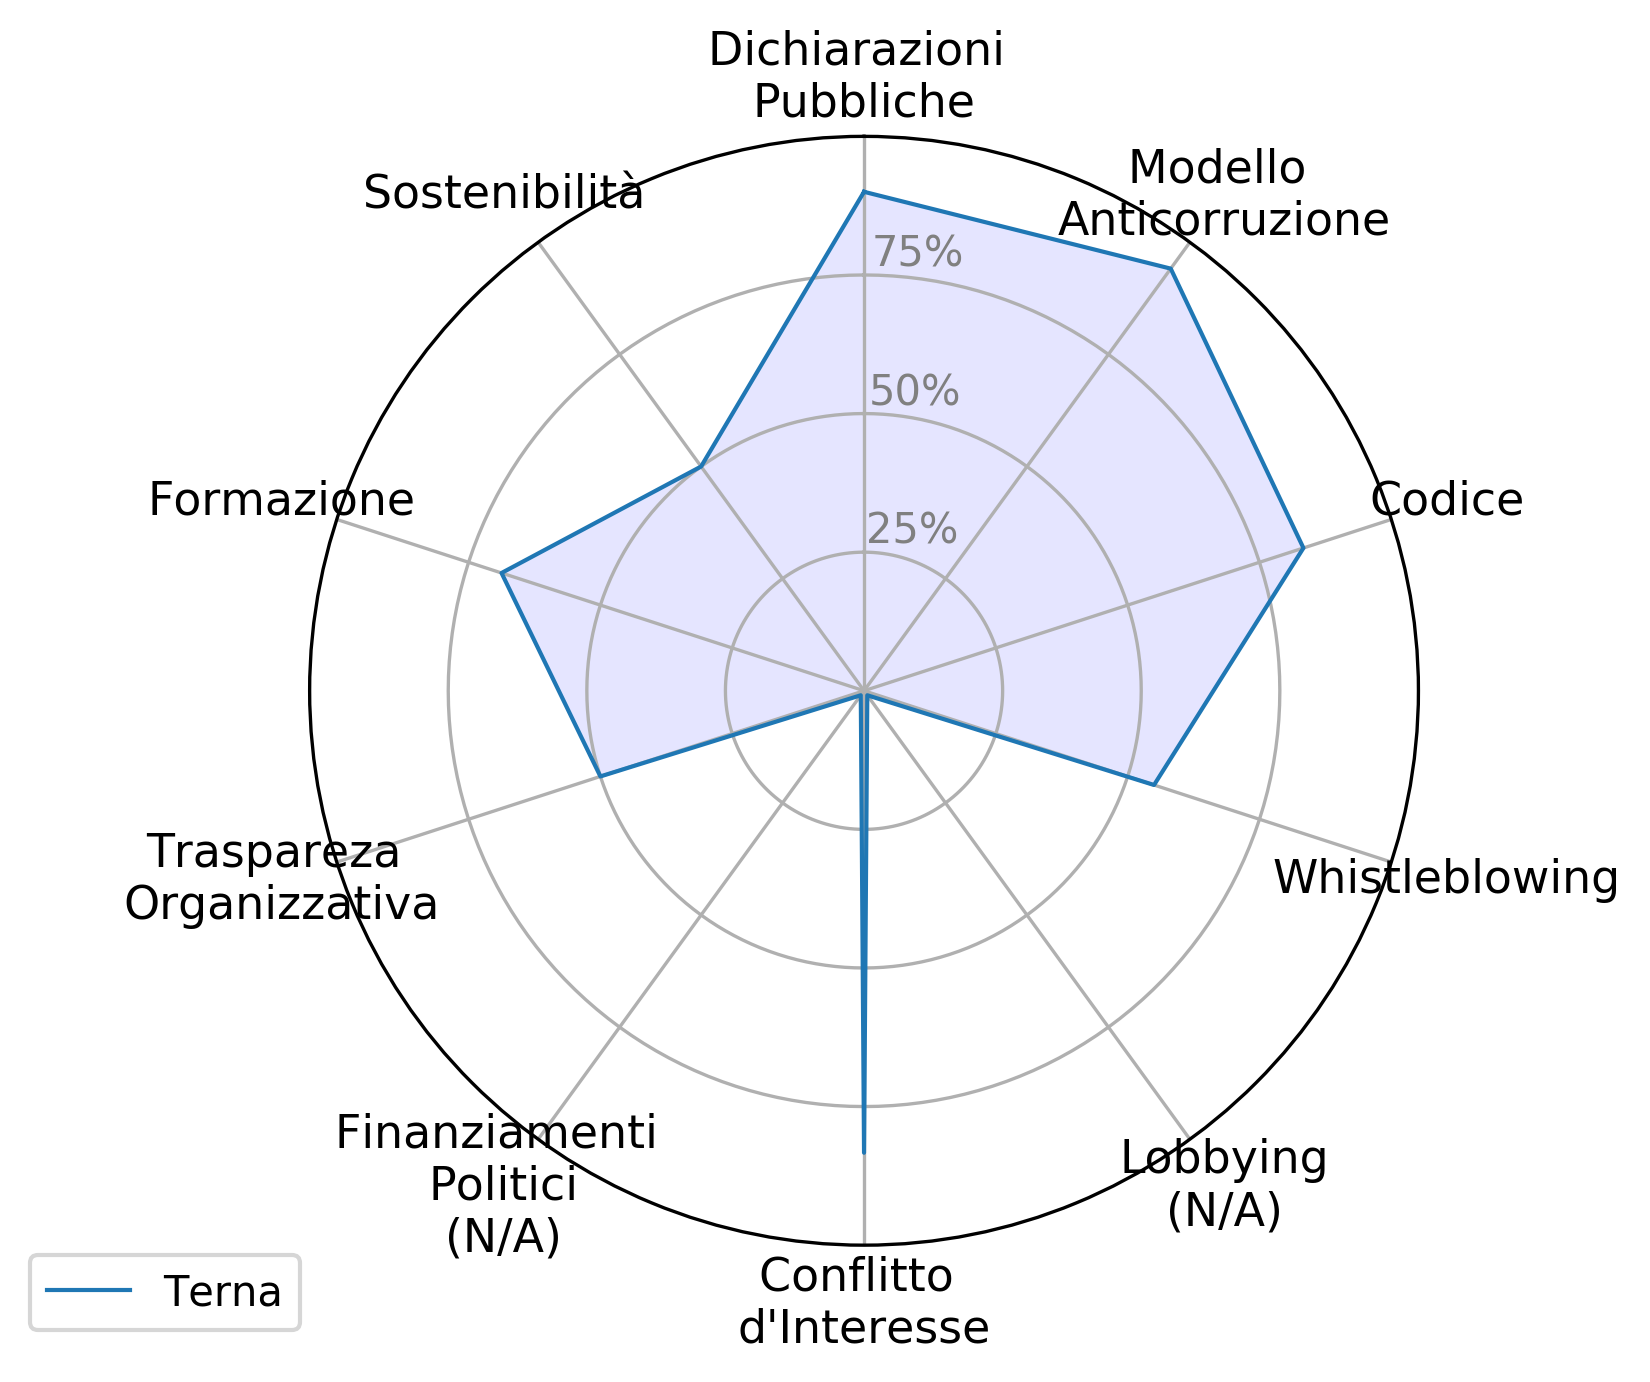 Dichiarazioni
Pubbliche
Modello
Anticorruzione
Sostenibilità
75%
50%
25%
Formazione
Codice
Traspareza
Organizzativa
Whistleblowing
Finanziamenti
Politici
(N/A)
Lobbying
(N/A)
Conflitto
d'Interesse
Terna